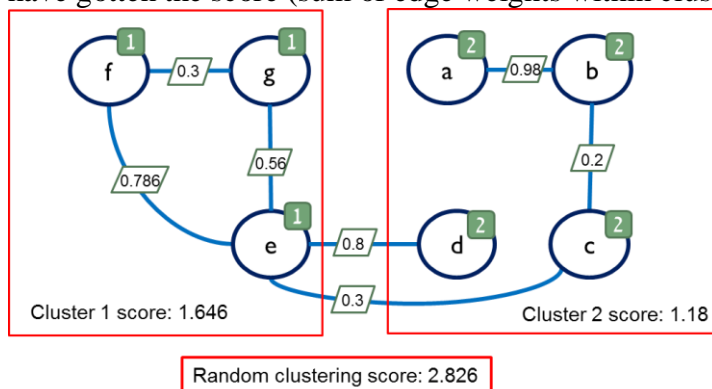 have gotten the score (sum of edge weights within clus
1 1 2 2
f 0.3 g a 0.98 b
0.786 0.56 0.2
1 2 2
e 0.8 d c
0.3
Cluster 1 score: 1.646 Cluster 2 score: 1.18
Random clustering score: 2.826